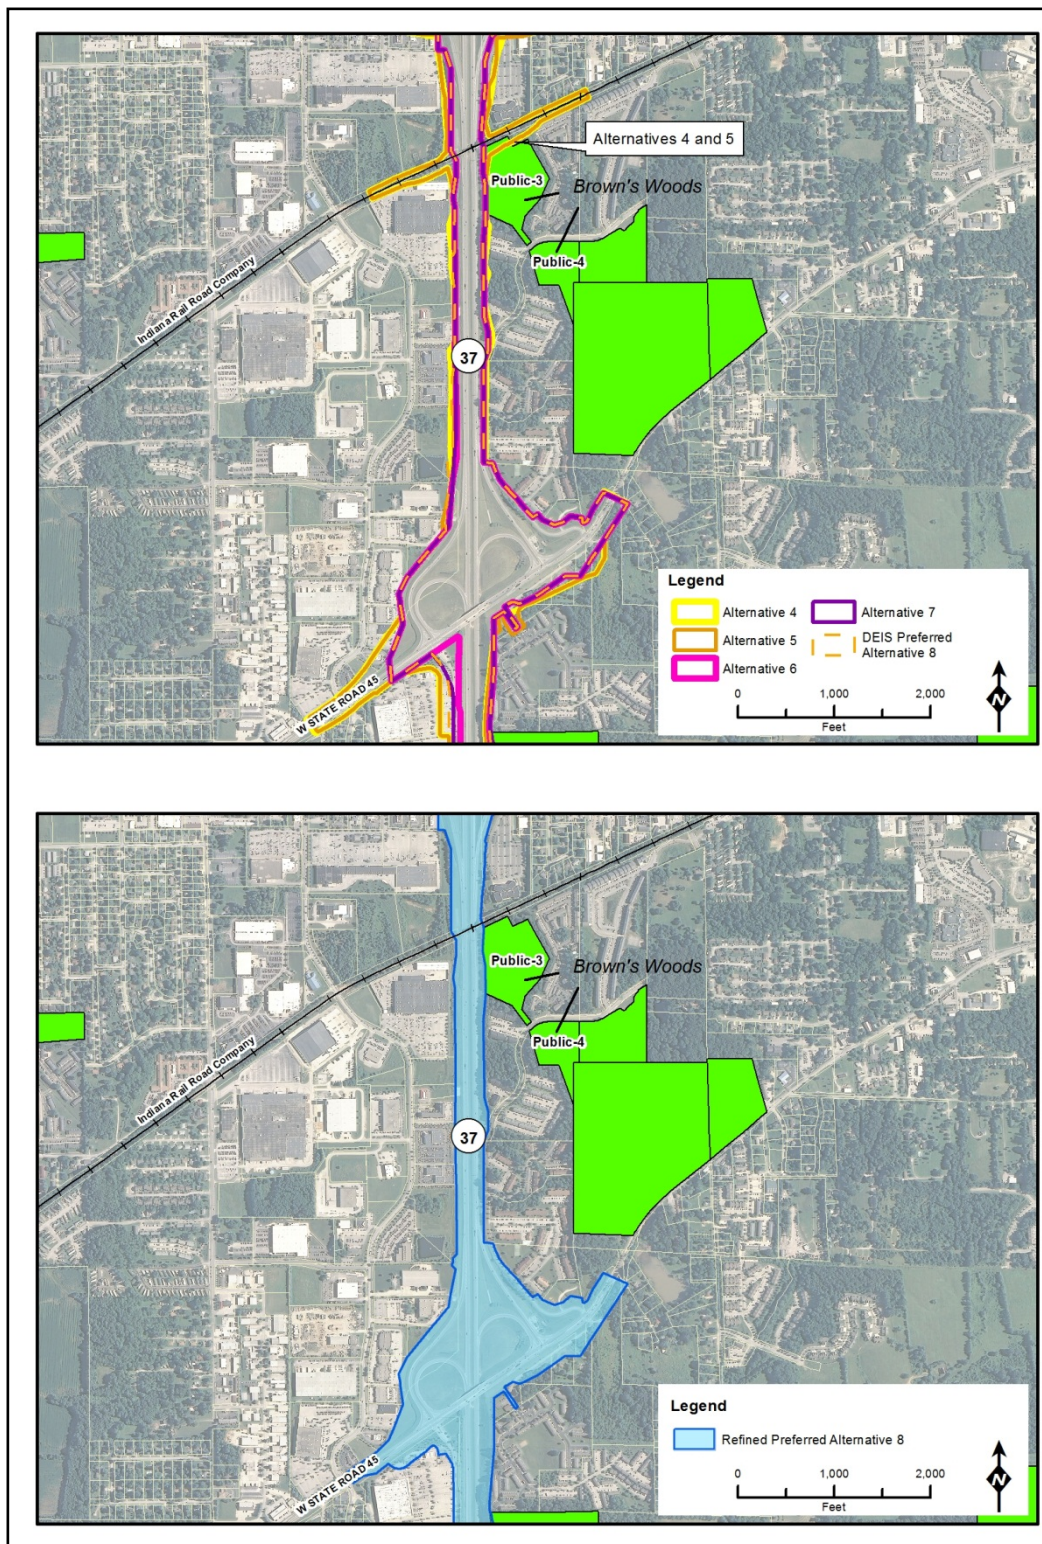 Alternatives 4 and 5
Public-3
Brown's Woods
Public-4
Indiana Rail Road Company
37
W STATE ROAD 45
Legend
Alternative 4
Alternative 5
Alternative 6
Alternative 7
DEIS Preferred
Alternative 8
0 1,000 2,000
Feet
N
Public-3
Brown's Woods
Public-4
Indiana Rail Road Company
37
W STATE ROAD 45
Legend
Refined Preferred Alternative 8
0 1,000 2,000
Feet
N